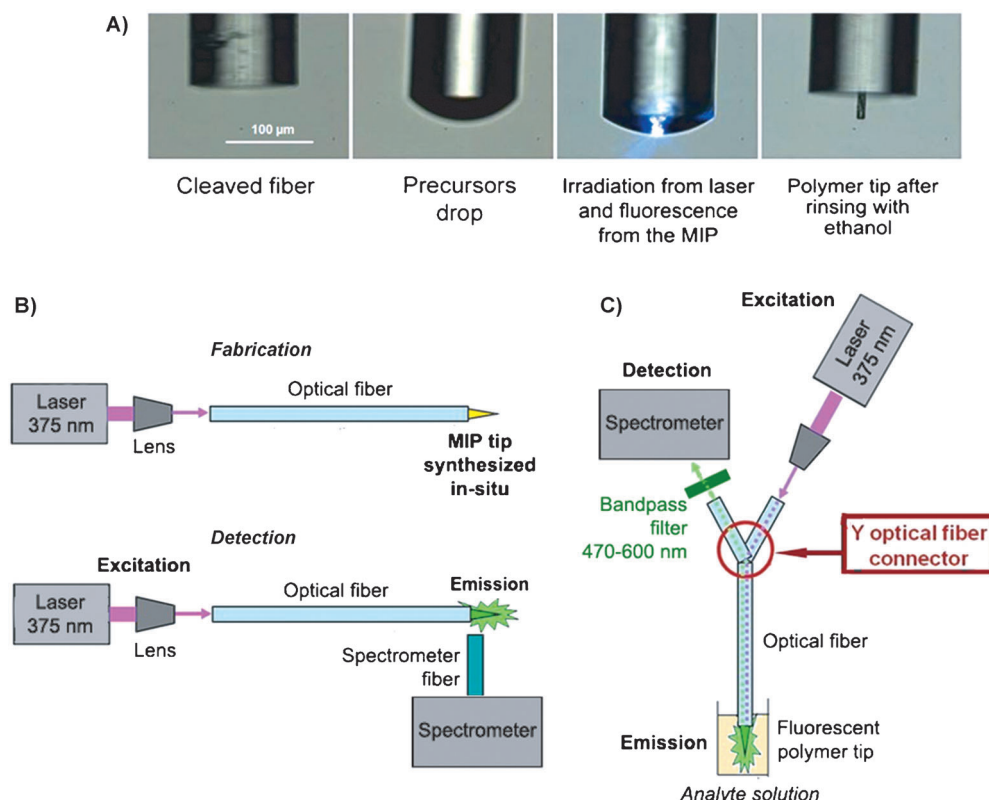 A)
100 µm
Cleaved fiber
Precursors
drop
Irradiation from laser
and fluorescence
from the MIP
Polymer tip after
rinsing with
ethanol
B)
Fabrication
Laser
375 nm
Lens
Optical fiber
MIP tip
synthesized
in-situ
Detection
Excitation
Laser
375 nm
Lens
Optical fiber
Emission
Spectrometer
fiber
Spectrometer
C)
Excitation
Laser
375 nm
Detection
Spectrometer
Bandpass
filter
470-600 nm
Y optical fiber
connector
Optical fiber
Emission
Fluorescent
polymer tip
Analyte solution